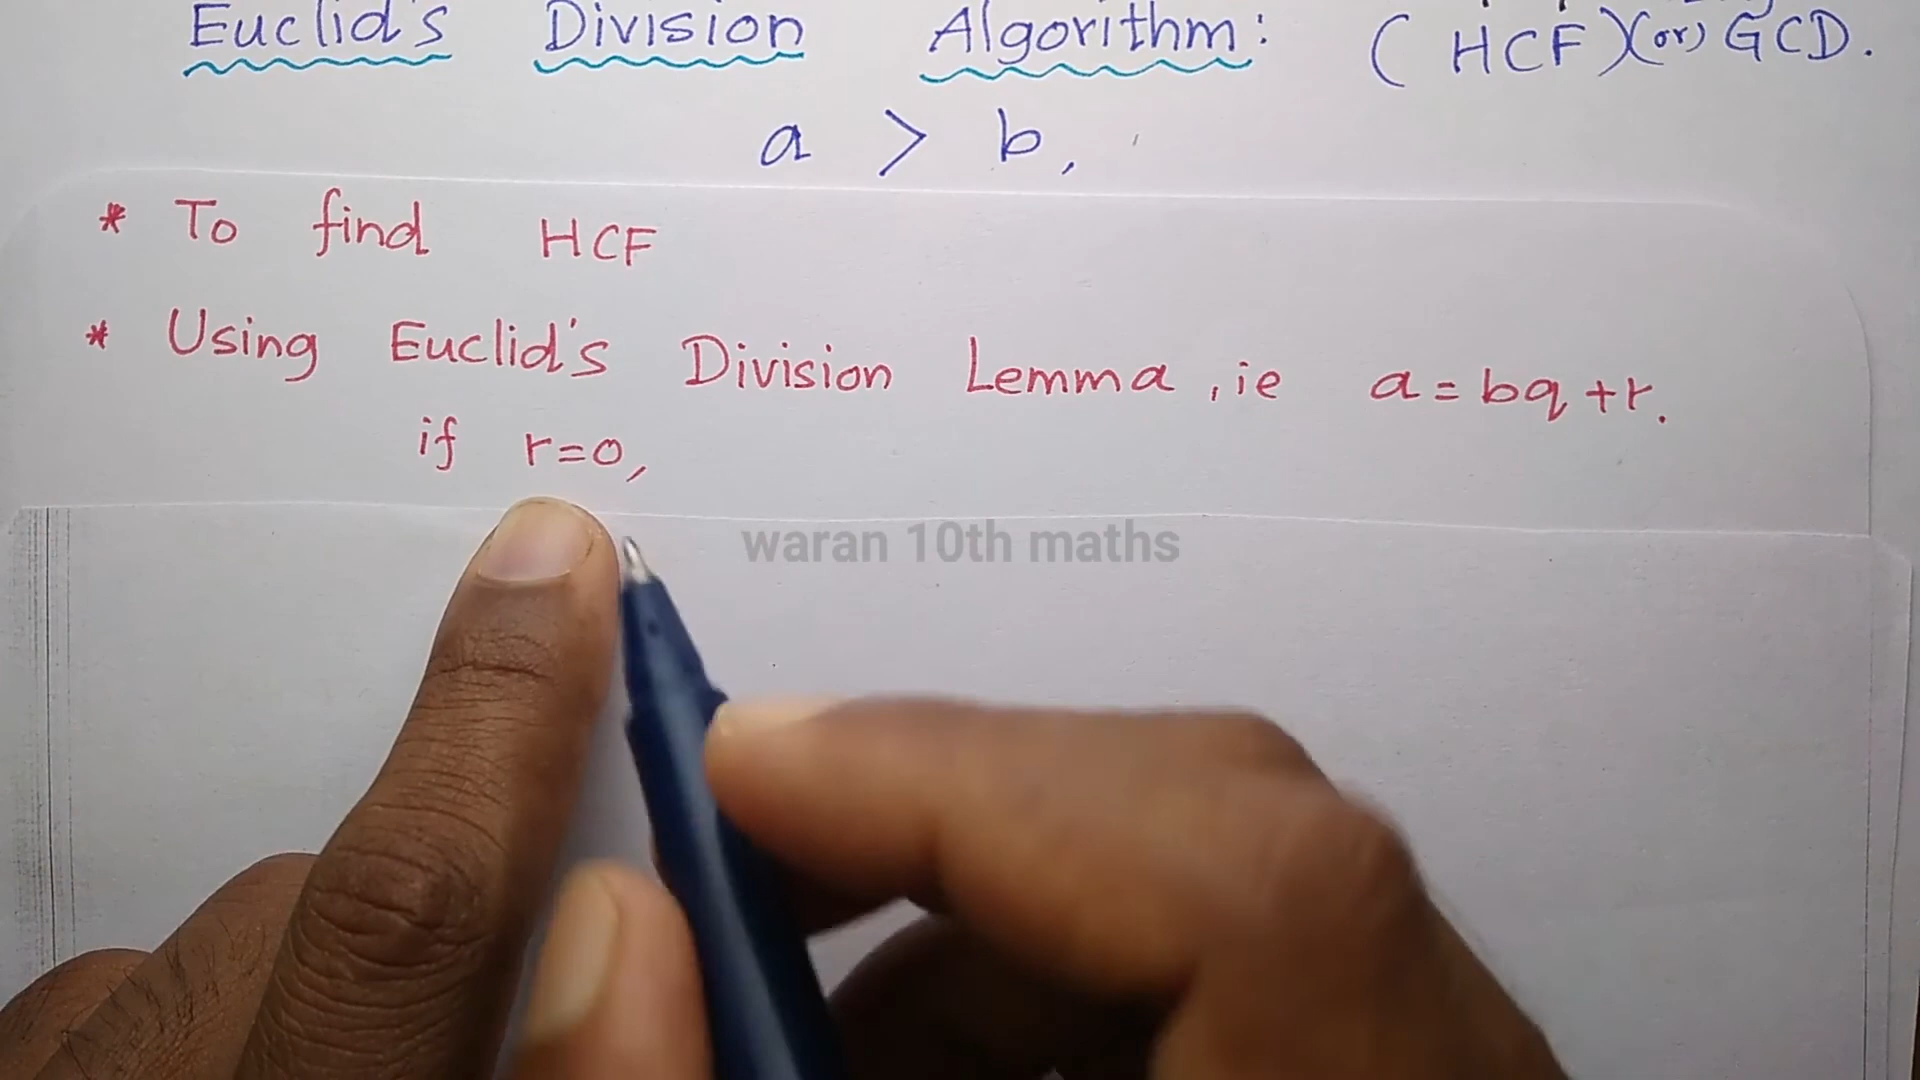 Euclid's Division Algorithm: (HCF)(or) GCD.
a > b,
* To find HCF
* Using Euclid's Division Lemma, ie a=bq+r.
if r=0,
waran 10th maths